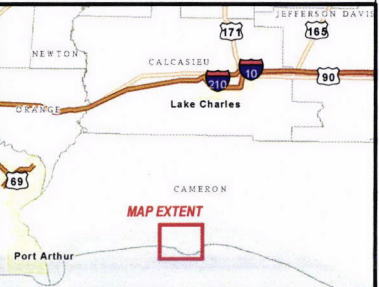 JEFFERSON DAVIS
171
165
NEWTON
CALCASIEU
10
210
90
Lake Charles
ORANGE
69
CAMERON
MAP EXTENT
Port Arthur